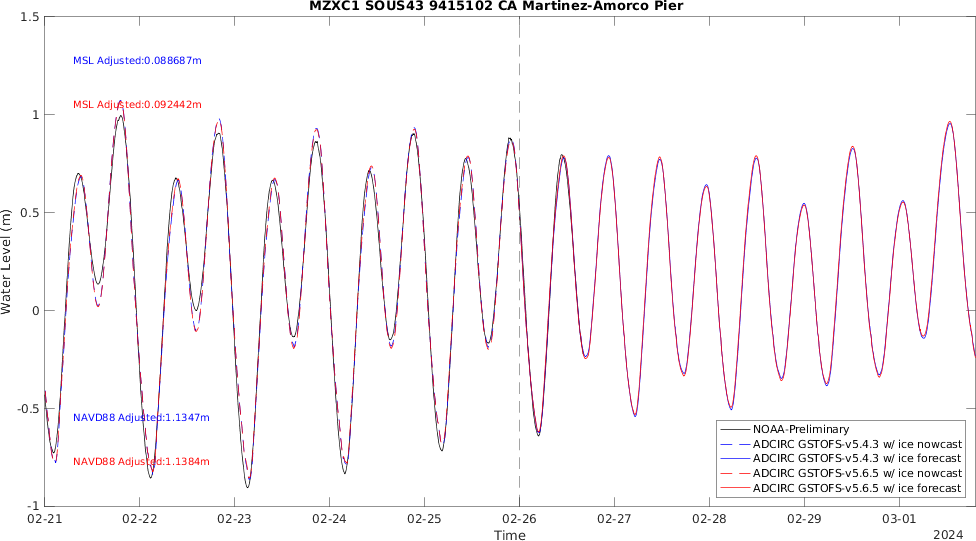 MZXC1 SOUS43 9415102 CA Martinez-Amorco Pier
1.5
MSL Adjusted:0.088687m
MSL Adjusted:0.092442m
1
0.5
Water Level (m)
0
-0.5
NAVD88 Adjusted:1.1347m
NAVD88 Adjusted:1.1384m
NOAA-Preliminary
ADCIRC GSTOFS-v5.4.3 w/ ice nowcast
ADCIRC GSTOFS-v5.4.3 w/ ice forecast
ADCIRC GSTOFS-v5.6.5 w/ ice nowcast
ADCIRC GSTOFS-v5.6.5 w/ ice forecast
-1
02-21 02-22 02-23 02-24 02-25 02-26 02-27 02-28 02-29 03-01
Time
2024